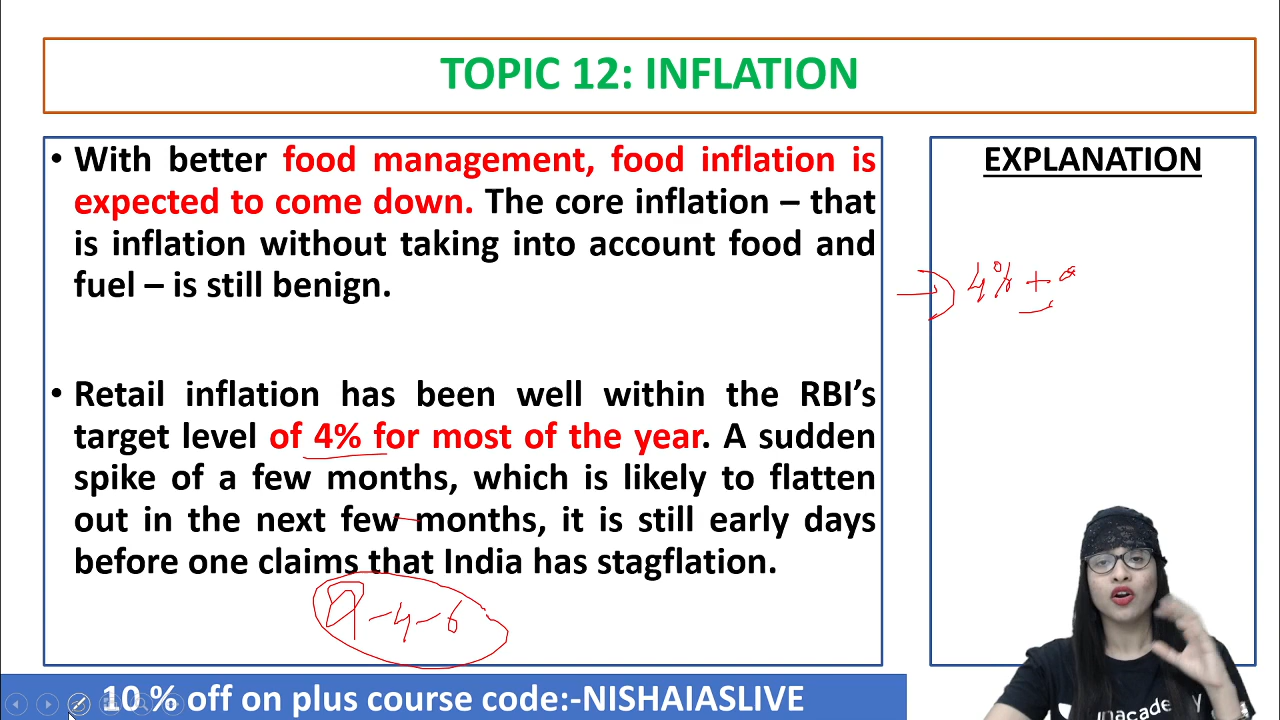 TOPIC 12: INFLATION
• With better food management, food inflation is
expected to come down. The core inflation – that
is inflation without taking into account food and
fuel – is still benign.
• Retail inflation has been well within the RBI’s
target level of 4% for most of the year. A sudden
spike of a few months, which is likely to flatten
out in the next few months, it is still early days
before one claims that India has stagflation.
EXPLANATION
4% +
- 4 - 6
10 % off on plus course code:-NISHAIASLIVE